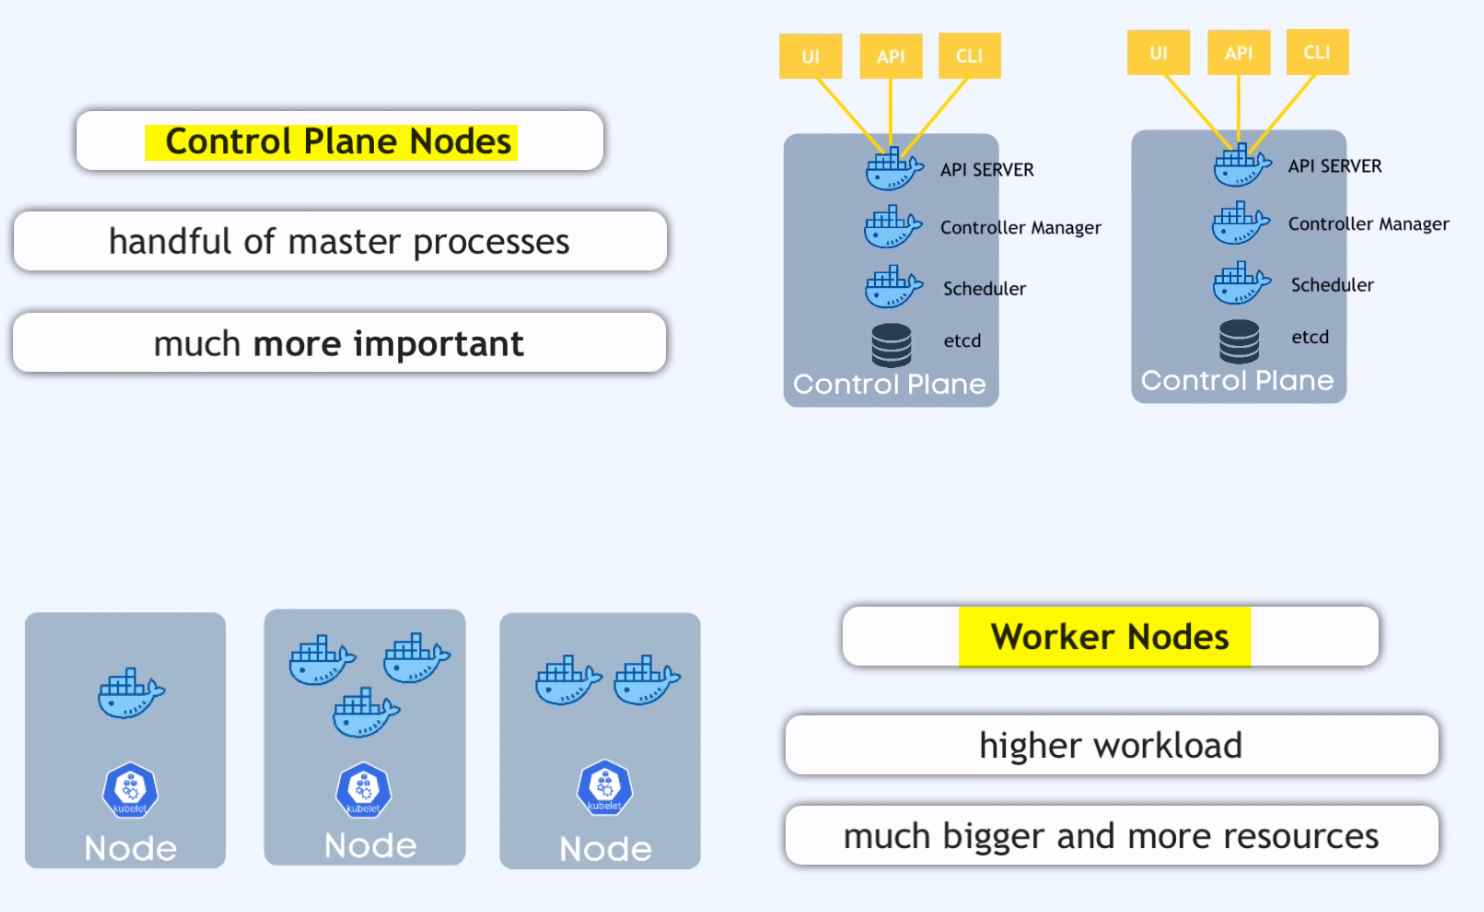 Control Plane Nodes
handful of master processes
much more important
UI API CLI
API SERVER
Controller Manager
Scheduler
etcd
Control Plane
UI API CLI
API SERVER
Controller Manager
Scheduler
etcd
Control Plane
kubelet
Node
kubelet
Node
kubelet
Node
Worker Nodes
higher workload
much bigger and more resources